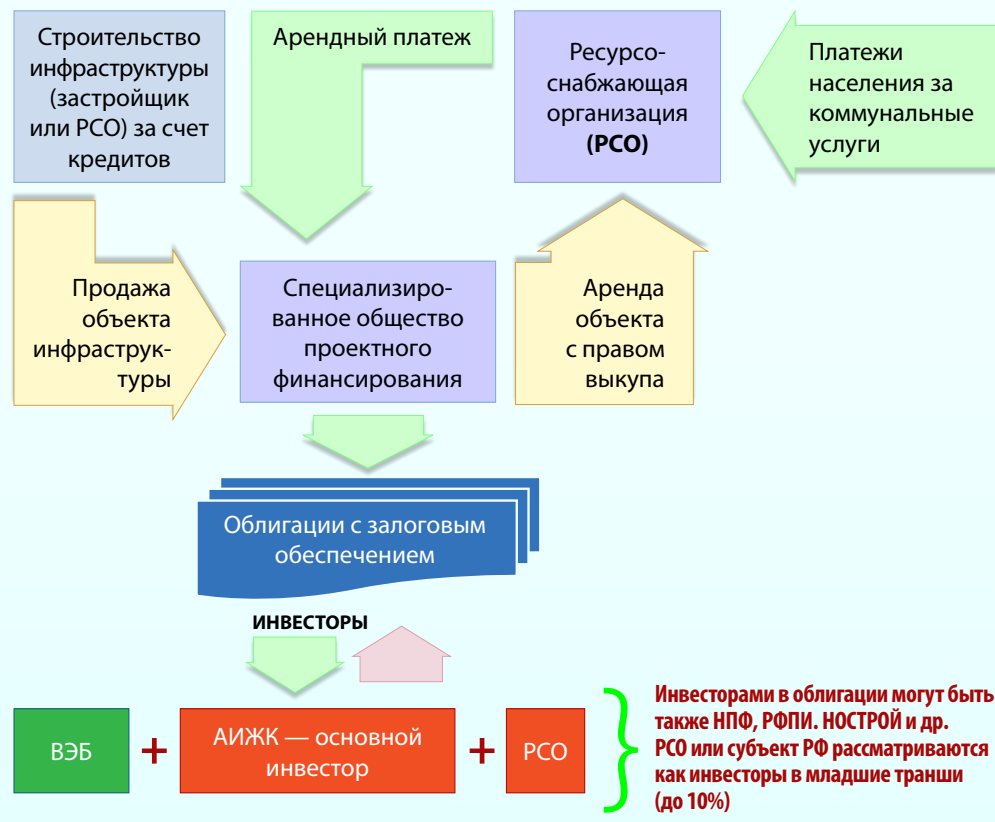 Строительство
инфраструктуры
(застройщик
или РСО) за счет
кредитов
Арендный платеж
Ресурсо-
снабжающая
организация
(РСО)
Платежи
населения за
коммунальные
услуги
Продажа
объекта
инфраструк-
туры
Специализиро-
ванное общество
проектного
финансирования
Аренда
объекта
с правом
выкупа
Облигации с залоговым
обеспечением
ИНВЕСТОРЫ
ВЭБ
+
АИЖК — основной
инвестор
+
РСО
Инвесторами в облигации могут быть
также НПФ, РФПИ. НОСТРОЙ и др.
РСО или субъект РФ рассматриваются
как инвесторы в младшие транши
(до 10%)